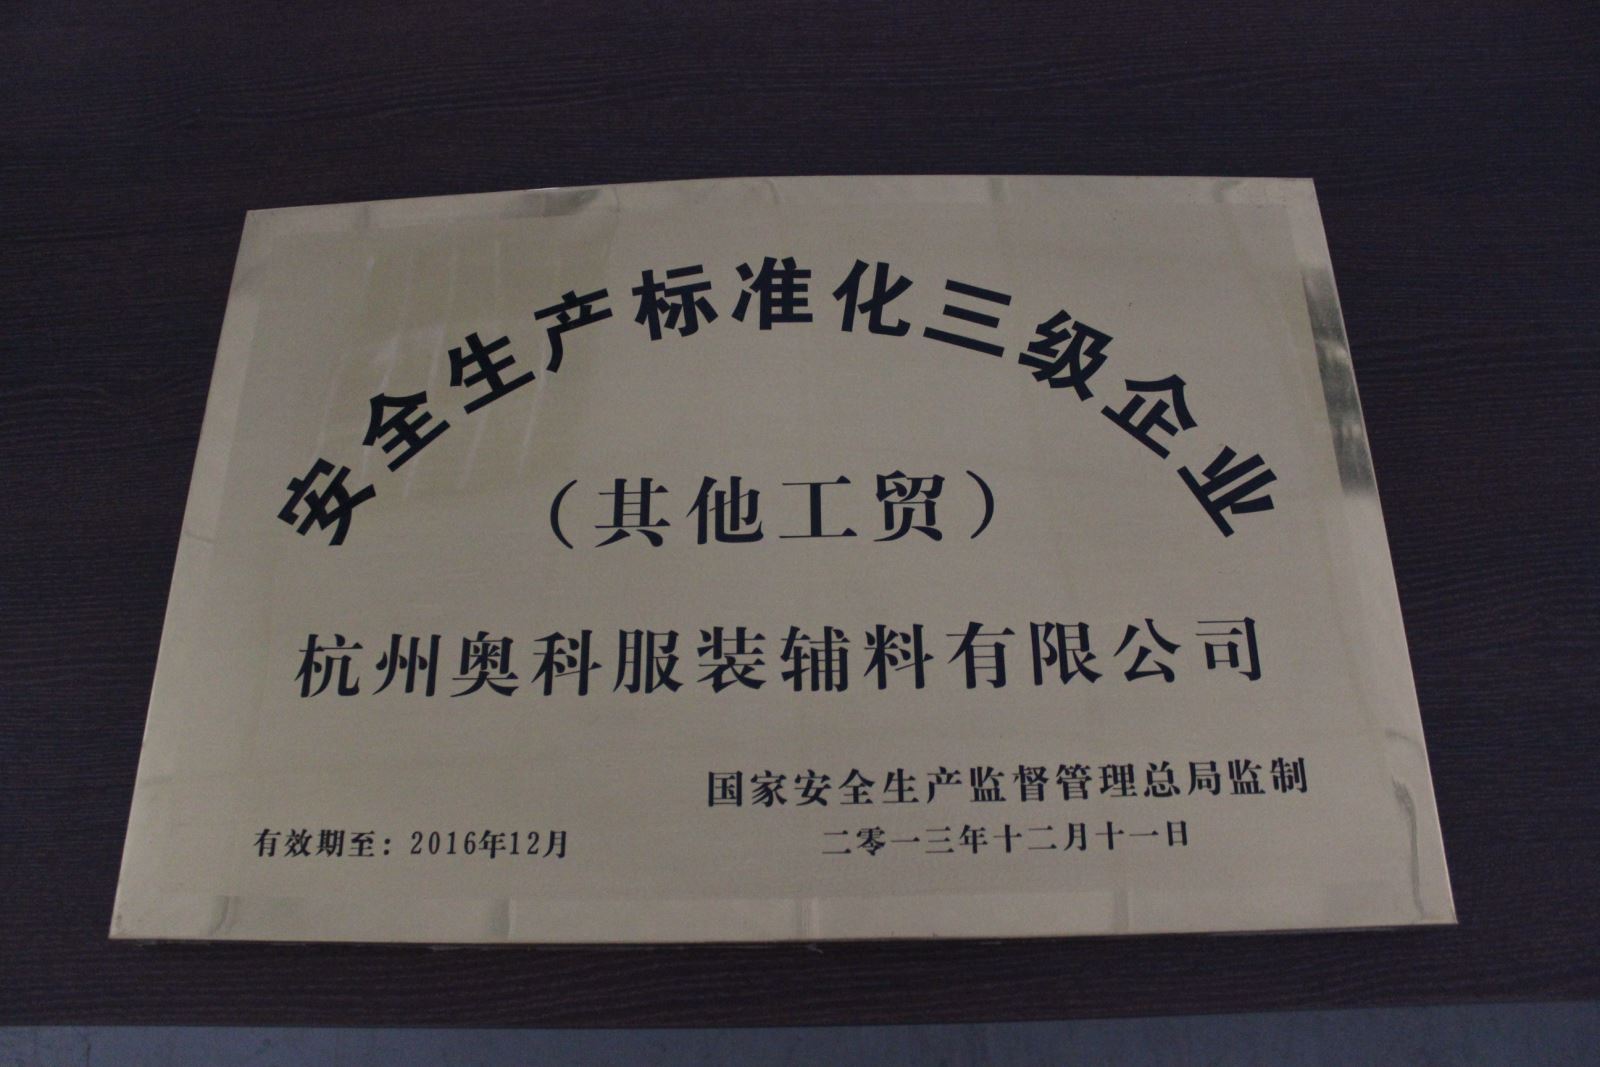 安全生产标准化三级企业
（其他工贸）
杭州奥科服装辅料有限公司
国家安全生产监督管理总局监制
有效期至：2016年12月
二零一三年十二月十一日